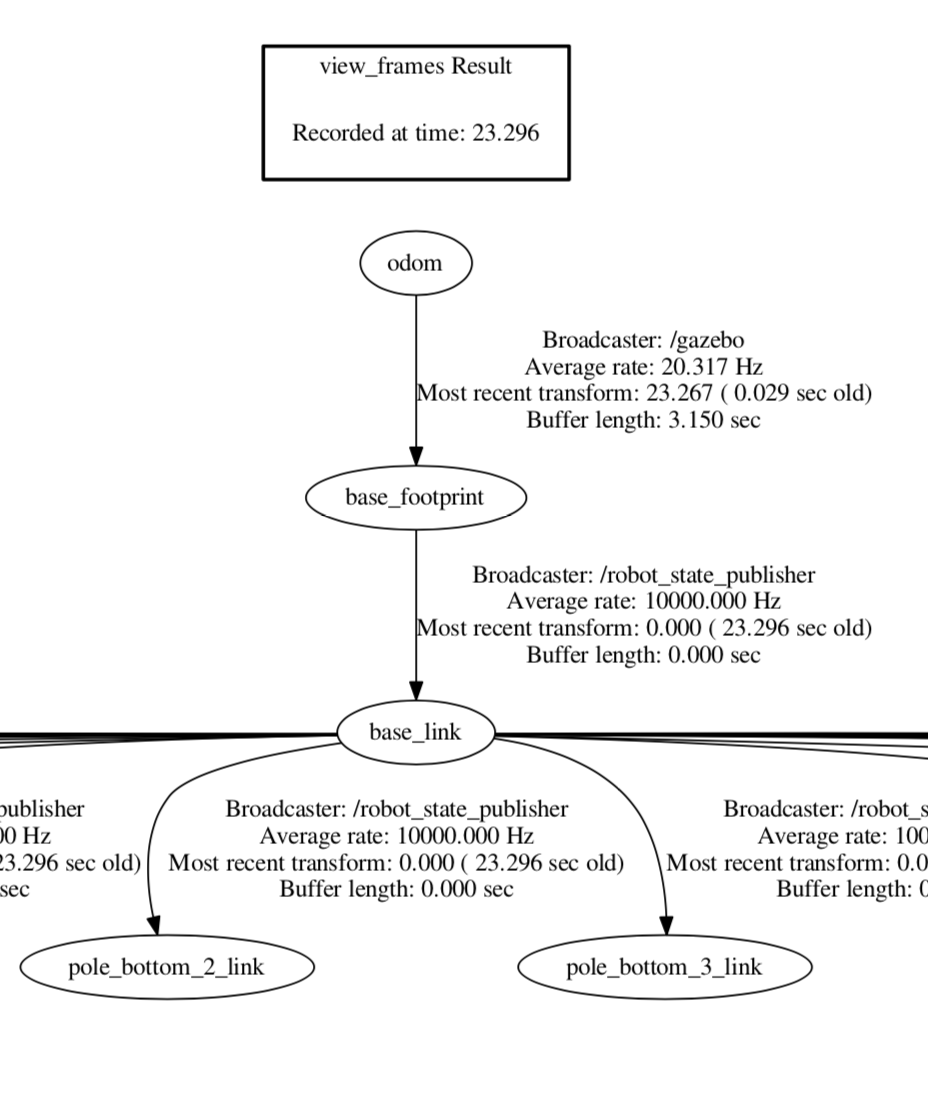 view_frames Result
Recorded at time: 23.296
odom
Broadcaster: /gazebo
Average rate: 20.317 Hz
Most recent transform: 23.267 ( 0.029 sec old)
Buffer length: 3.150 sec
base_footprint
Broadcaster: /robot_state_publisher
Average rate: 10000.000 Hz
Most recent transform: 0.000 ( 23.296 sec old)
Buffer length: 0.000 sec
base_link
publisher
00 Hz
23.296 sec old)
sec
Broadcaster: /robot_state_publisher
Average rate: 10000.000 Hz
Most recent transform: 0.000 ( 23.296 sec old)
Buffer length: 0.000 sec
Broadcaster: /robot_s
Average rate: 100
Most recent transform: 0.0
Buffer length: 0
pole_bottom_2_link
pole_bottom_3_link